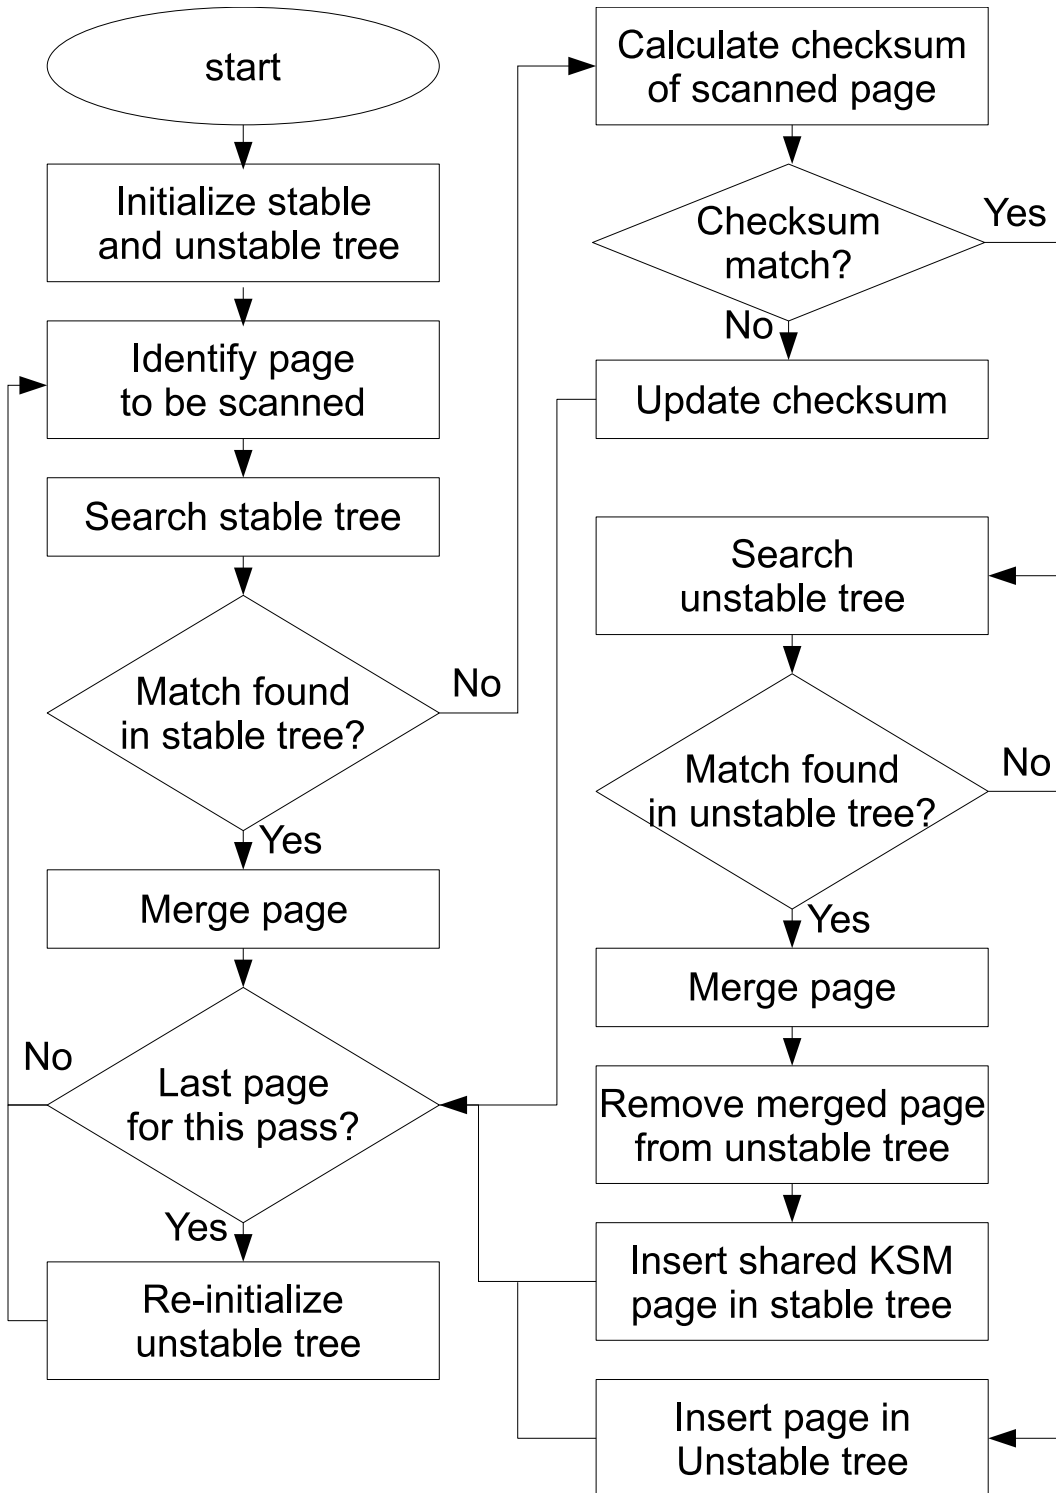 start
Initialize stable
and unstable tree
Identify page
to be scanned
Search stable tree
Match found
in stable tree?
No
Yes
Merge page
Last page
for this pass?
No
Yes
Re-initialize
unstable tree
Calculate checksum
of scanned page
Checksum
match?
Yes
No
Update checksum
Search
unstable tree
Match found
in unstable tree?
No
Yes
Merge page
Remove merged page
from unstable tree
Insert shared KSM
page in stable tree
Insert page in
Unstable tree